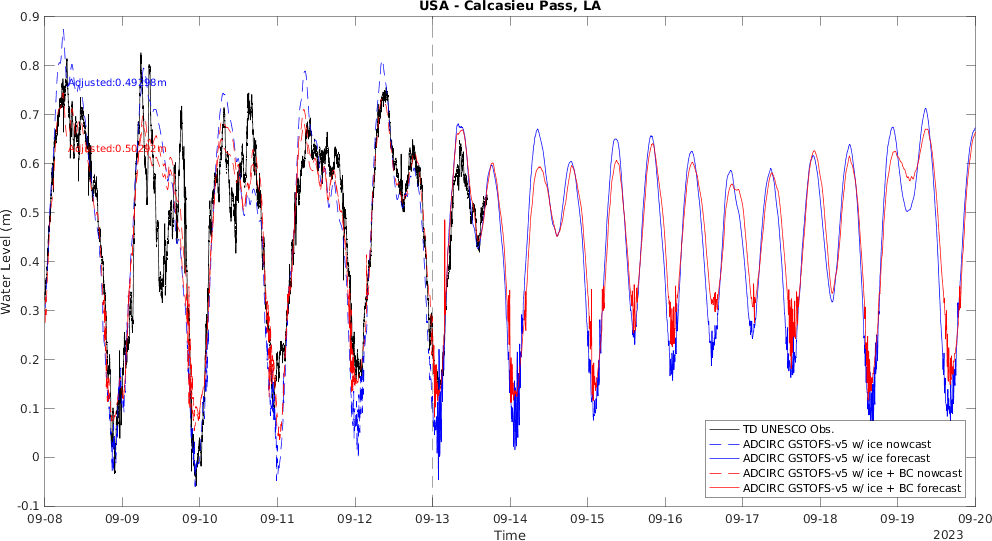 USA - Calcasieu Pass, LA
0.9
0.8
0.7
0.6
0.5
0.4
0.3
0.2
0.1
0
-0.1
Water Level (m)
Adjusted:0.49198m
Adjusted:0.50292m
TD UNESCO Obs.
ADCIRC GSTOFS-v5 w/ ice nowcast
ADCIRC GSTOFS-v5 w/ ice forecast
ADCIRC GSTOFS-v5 w/ ice + BC nowcast
ADCIRC GSTOFS-v5 w/ ice + BC forecast
09-08 09-09 09-10 09-11 09-12 09-13 09-14 09-15 09-16 09-17 09-18 09-19 09-20
Time
2023